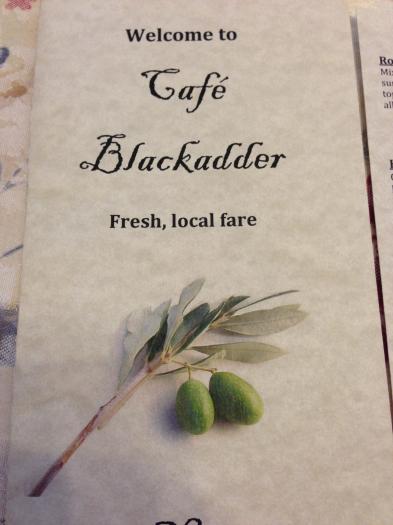 Welcome to
Café
Blackadder
Fresh, local fare